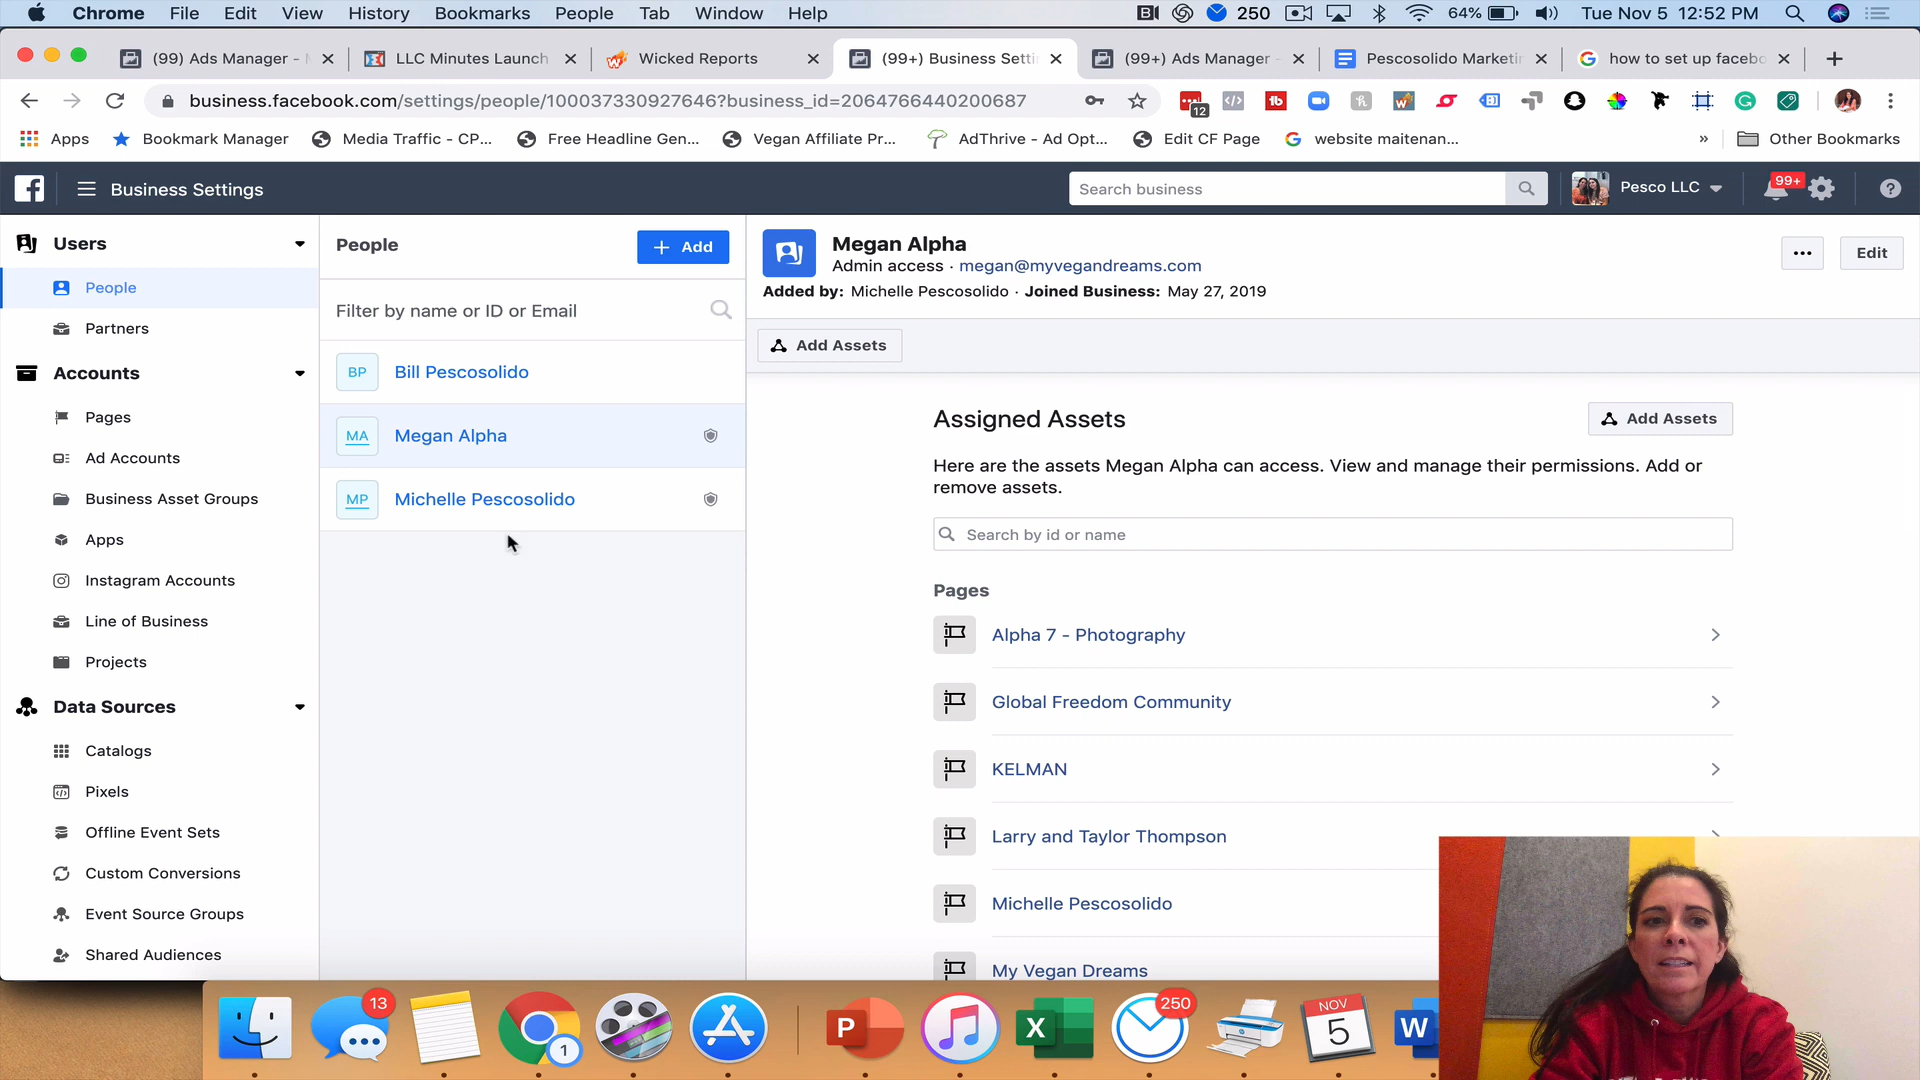 Chrome File Edit View History Bookmarks People Tab Window Help 250 64% Tue Nov 5 12:52 PM
(99) Ads Manager - LLC Minutes Launch Wicked Reports (99+) Business Setti (99+) Ads Manager - Pescosolido Marketin how to set up facebo
business.facebook.com/settings/people/100037330927646?business_id=2064766440200687 12
Apps Bookmark Manager Media Traffic - CP... Free Headline Gen... Vegan Affiliate Pr... AdThrive - Ad Opt... Edit CF Page website maitenan... » Other Bookmarks
Business Settings Search business Pesco LLC 99+
Users
People
Partners
Accounts
Pages
Ad Accounts
Business Asset Groups
Apps
Instagram Accounts
Line of Business
Projects
Data Sources
Catalogs
Pixels
Offline Event Sets
Custom Conversions
Event Source Groups
Shared Audiences
People + Add
Filter by name or ID or Email
BP Bill Pescosolido
MA Megan Alpha
MP Michelle Pescosolido
Megan Alpha
Admin access · megan@myvegandreams.com
Added by: Michelle Pescosolido · Joined Business: May 27, 2019
... Edit
Add Assets
Assigned Assets Add Assets
Here are the assets Megan Alpha can access. View and manage their permissions. Add or
remove assets.
Search by id or name
Pages
Alpha 7 - Photography
Global Freedom Community
KELMAN
Larry and Taylor Thompson
Michelle Pescosolido
My Vegan Dreams
13 1 P X 250 NOV 5 W